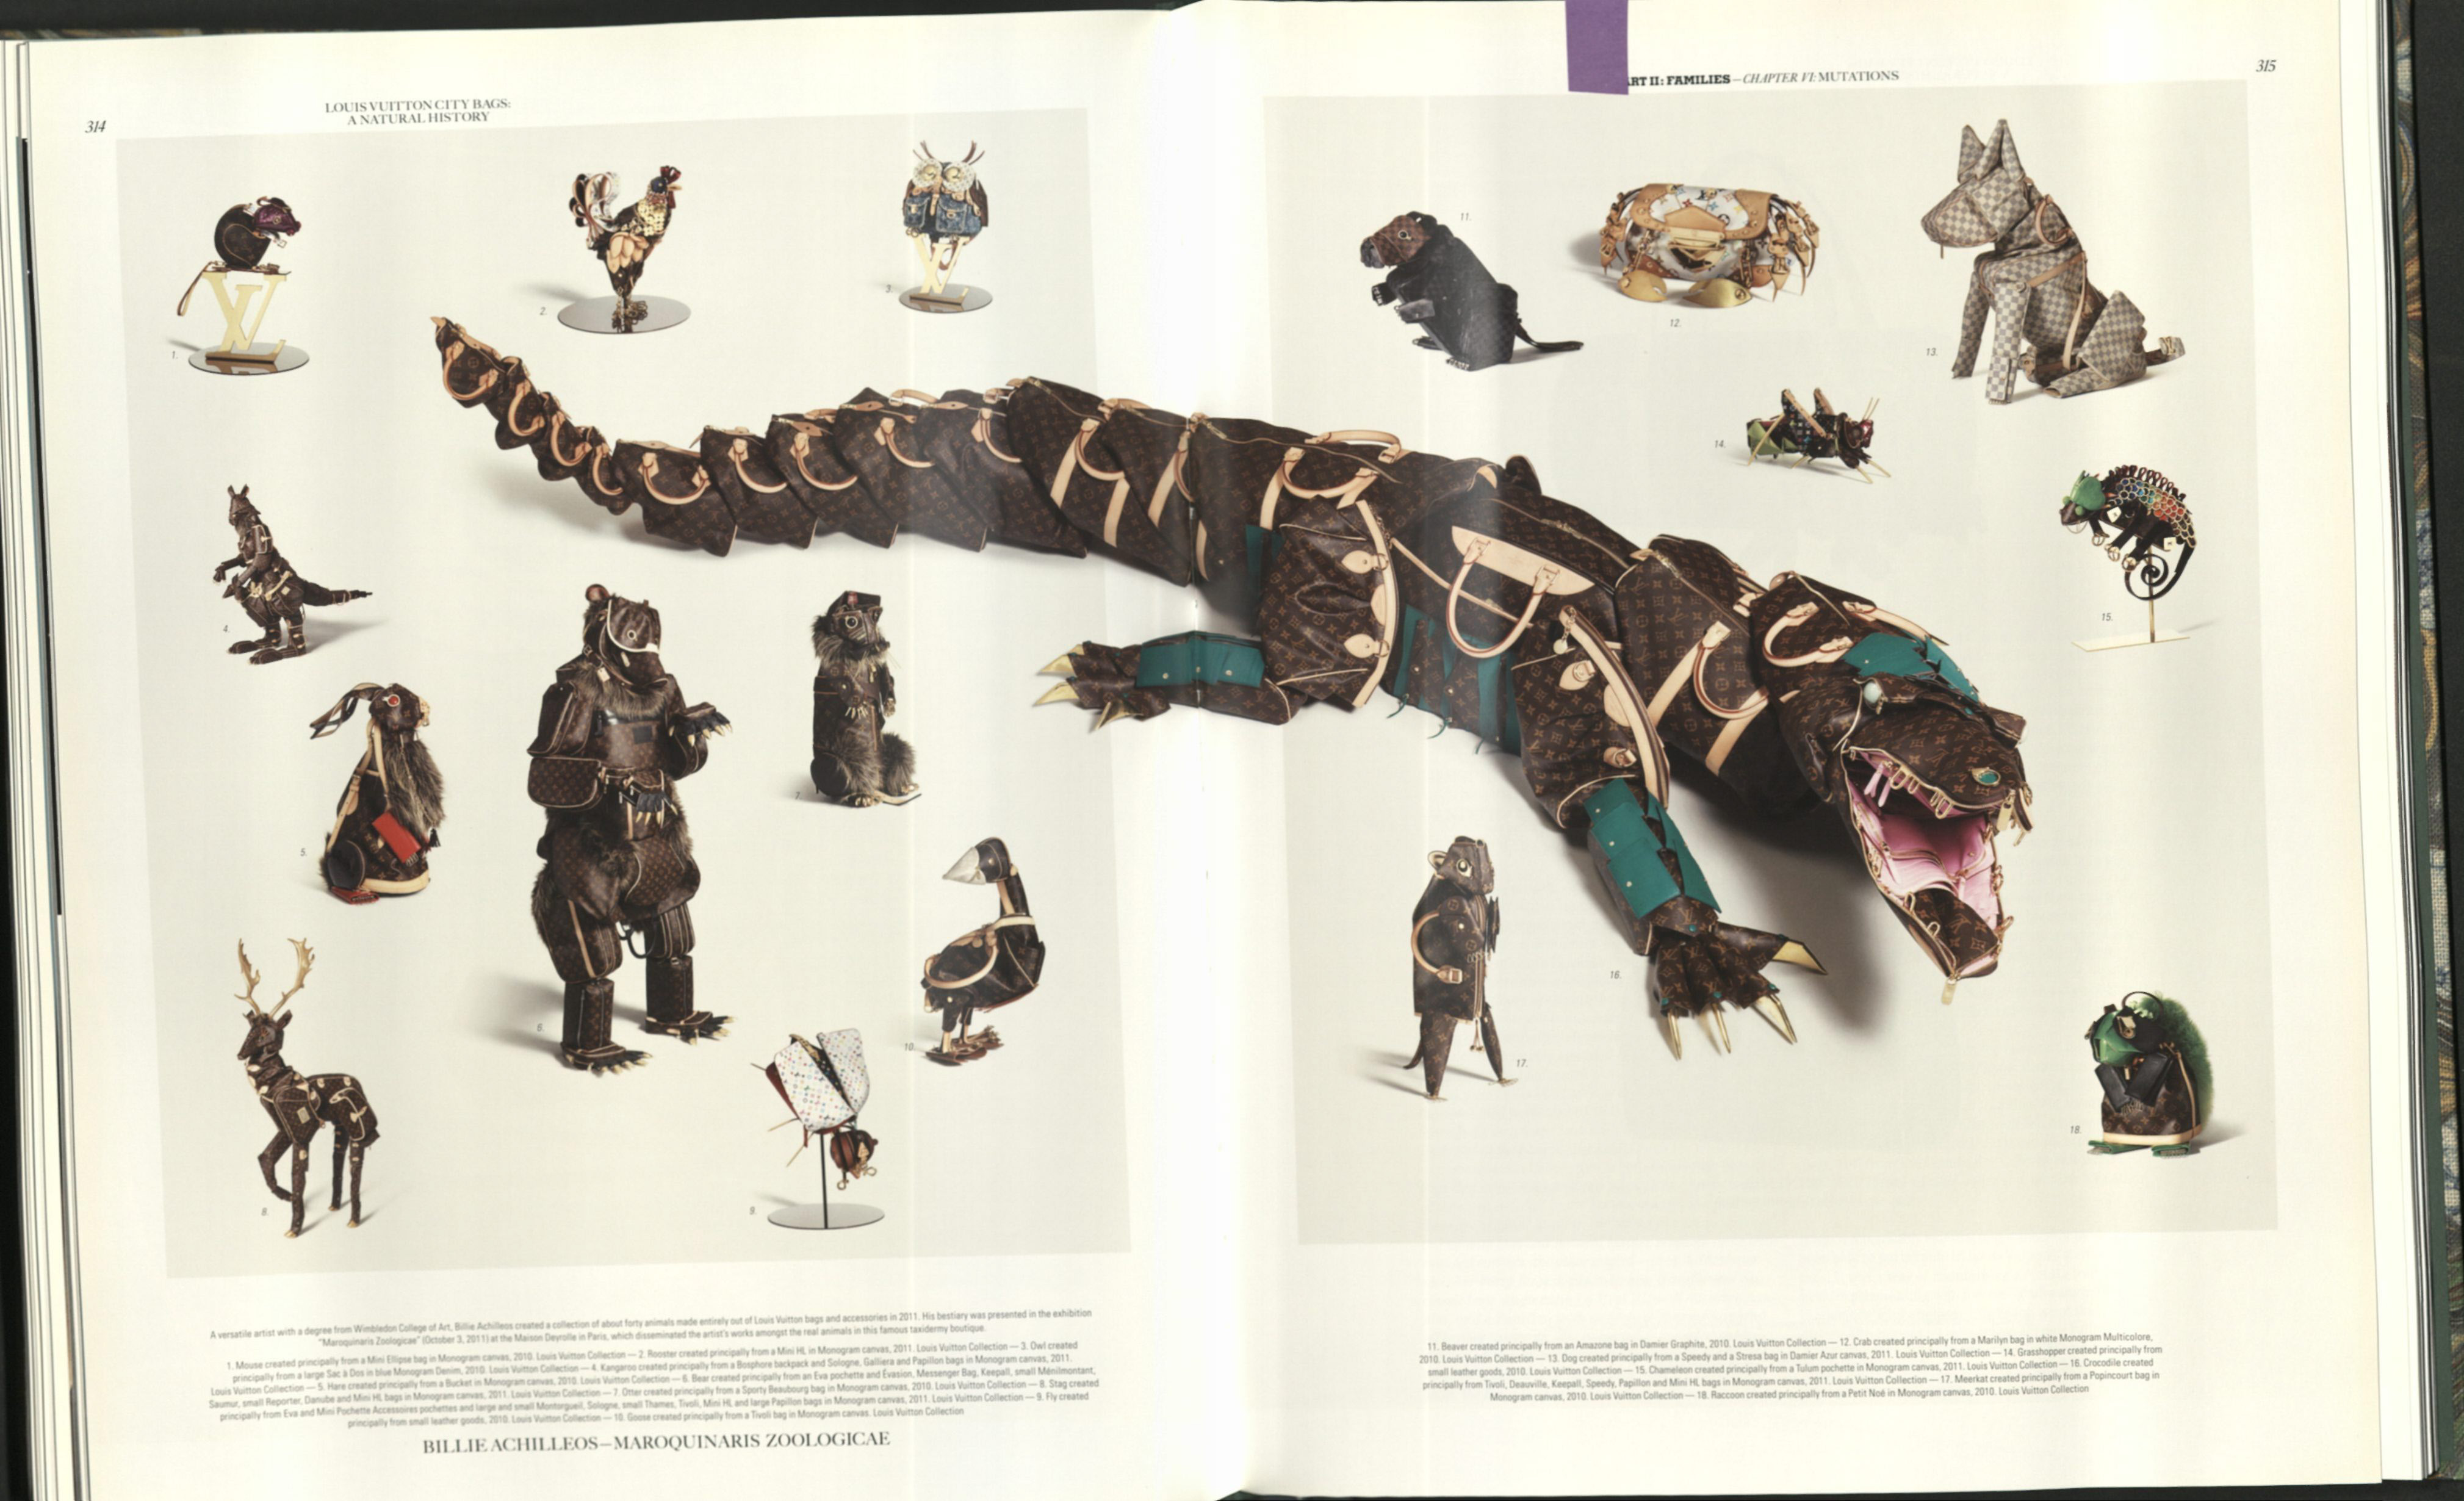 314
LOUIS VUITTON CITY BAGS:
A NATURAL HISTORY
1.
2.
3.
4.
5.
6.
7.
8.
9.
10.
A versatile artist with a degree from Wimbledon College of Art, Billie Achilleos created a collection of about forty animals made entirely out of Louis Vuitton bags and accessories in 2011. His bestiary was presented in the exhibition
"Maroquinaris Zoologicae" (October 3, 2011) at the Maison Deyrolle in Paris, which disseminated the artist's works amongst the real animals in this famous taxidermy boutique.
1. Mouse created principally from a Mini Ellipse bag in Monogram canvas, 2010. Louis Vuitton Collection — 2. Rooster created principally from a Mini HL in Monogram canvas, 2011. Louis Vuitton Collection — 3. Owl created
principally from a large Sac à Dos in blue Monogram Denim, 2010. Louis Vuitton Collection — 4. Kangaroo created principally from a Bosphore backpack and Sologne, Galliera and Papillon bags in Monogram canvas, 2011.
Louis Vuitton Collection — 5. Hare created principally from a Bucket in Monogram canvas, 2010. Louis Vuitton Collection — 6. Bear created principally from an Eva pochette and Evasion, Messenger Bag, Keepall, small Ménilmontant,
Saumur, small Reporter, Danube and Mini HL bags in Monogram canvas, 2011. Louis Vuitton Collection — 7. Otter created principally from a Sporty Beaubourg bag in Monogram canvas, 2010. Louis Vuitton Collection — 8. Stag created
principally from Eva and Mini Pochette Accessoires pochettes and large and small Montorgueil, Sologne, small Thames, Tivoli, Mini HL and large Papillon bags in Monogram canvas, 2011. Louis Vuitton Collection — 9. Fly created
principally from small leather goods, 2010. Louis Vuitton Collection — 10. Goose created principally from a Tivoli bag in Monogram canvas. Louis Vuitton Collection
BILLIE ACHILLEOS—MAROQUINARIS ZOOLOGICAE
ART II: FAMILIES—CHAPTER VI: MUTATIONS
315
11.
12.
13.
14.
15.
16.
17.
18.
11. Beaver created principally from an Amazone bag in Damier Graphite, 2010. Louis Vuitton Collection — 12. Crab created principally from a Marilyn bag in white Monogram Multicolore,
2010. Louis Vuitton Collection — 13. Dog created principally from a Speedy and a Stresa bag in Damier Azur canvas, 2011. Louis Vuitton Collection — 14. Grasshopper created principally from
small leather goods, 2010. Louis Vuitton Collection — 15. Chameleon created principally from a Tulum pochette in Monogram canvas, 2011. Louis Vuitton Collection — 16. Crocodile created
principally from Tivoli, Deauville, Keepall, Speedy, Papillon and Mini HL bags in Monogram canvas, 2011. Louis Vuitton Collection — 17. Meerkat created principally from a Popincourt bag in
Monogram canvas, 2010. Louis Vuitton Collection — 18. Raccoon created principally from a Petit Noé in Monogram canvas, 2010. Louis Vuitton Collection